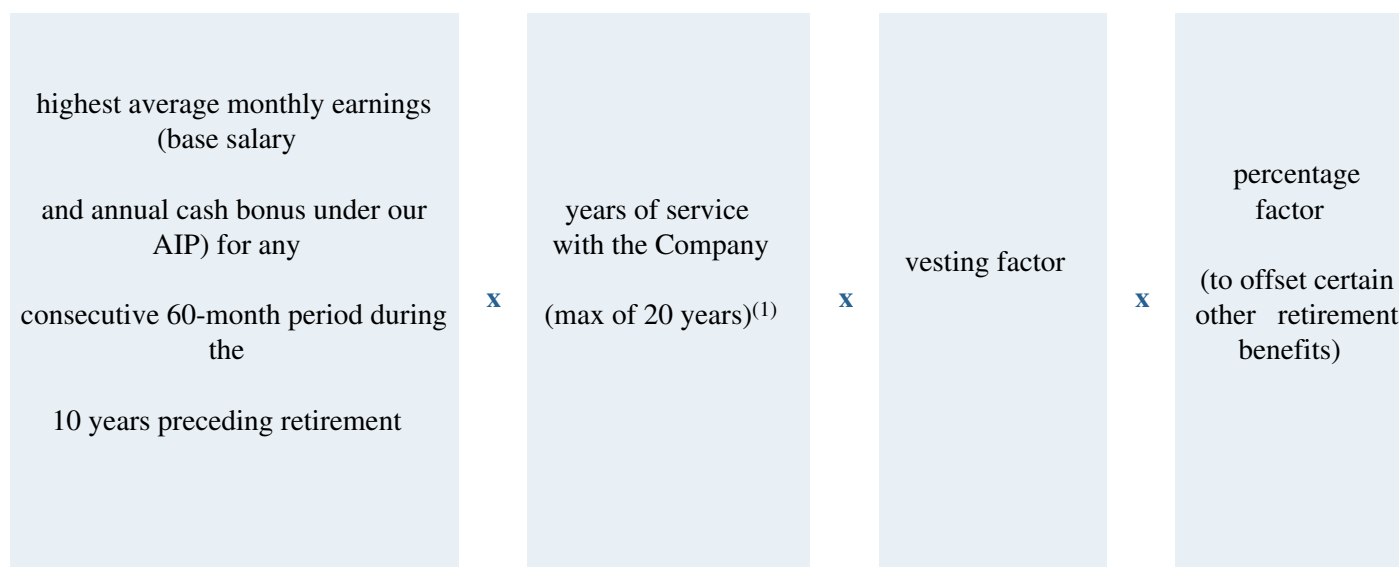 highest average monthly earnings
(base salary
and annual cash bonus under our
AIP) for any
consecutive 60-month period during
the
10 years preceding retirement
x
years of service
with the Company
(max of 20 years)(1)
x
vesting factor
x
percentage
factor
(to offset certain
other retirement
benefits)